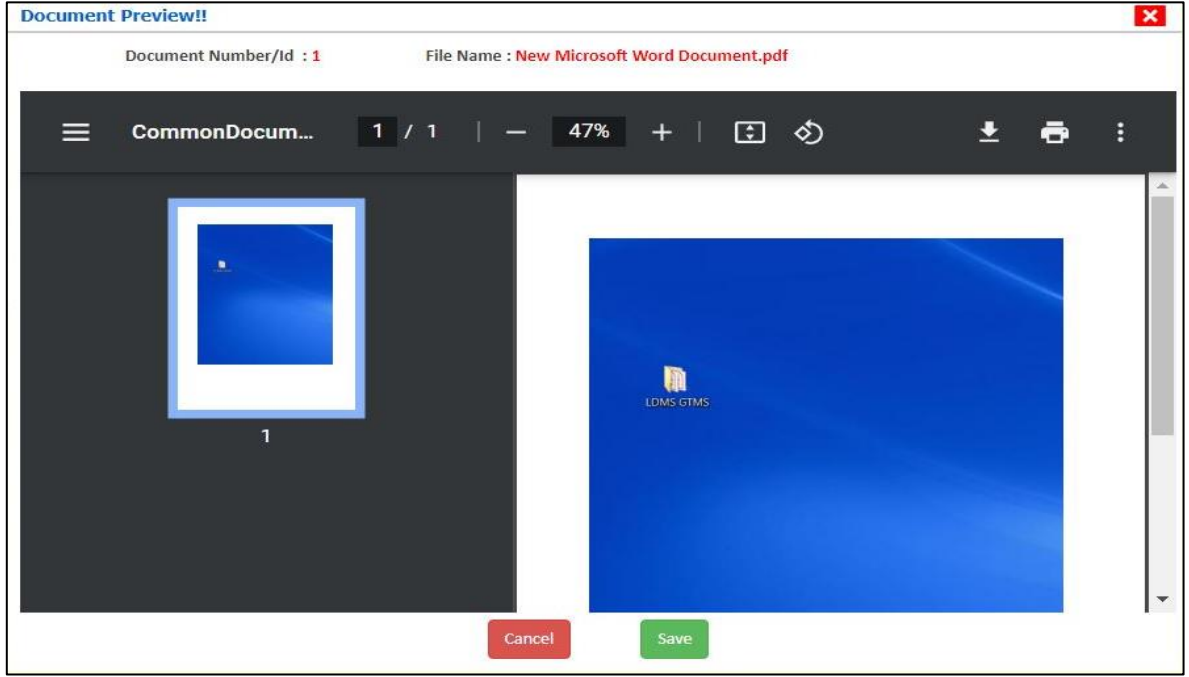 Document Preview!!
Document Number/Id : 1 File Name : New Microsoft Word Document.pdf
CommonDocum... 1 / 1 | — 47% + |
LDMS GTMS
1
Cancel Save